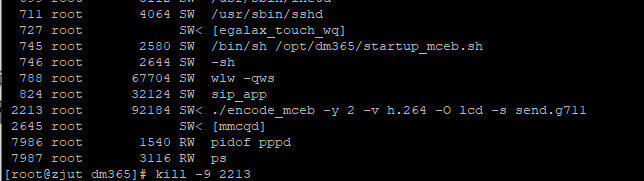 711 root 4064 SW /usr/sbin/sshd
727 root SW< [egalax_touch_wq]
745 root 2580 SW /bin/sh /opt/dm365/startup_mceb.sh
746 root 2644 SW -sh
788 root 67704 SW wlw -qws
824 root 32124 SW sip_app
2213 root 92184 SW< ./encode_mceb -y 2 -v h.264 -O lcd -s send.g711
2645 root SW< [mmcqd]
7986 root 1540 RW pidof pppd
7987 root 3116 RW ps
[root@zjut dm365]# kill -9 2213